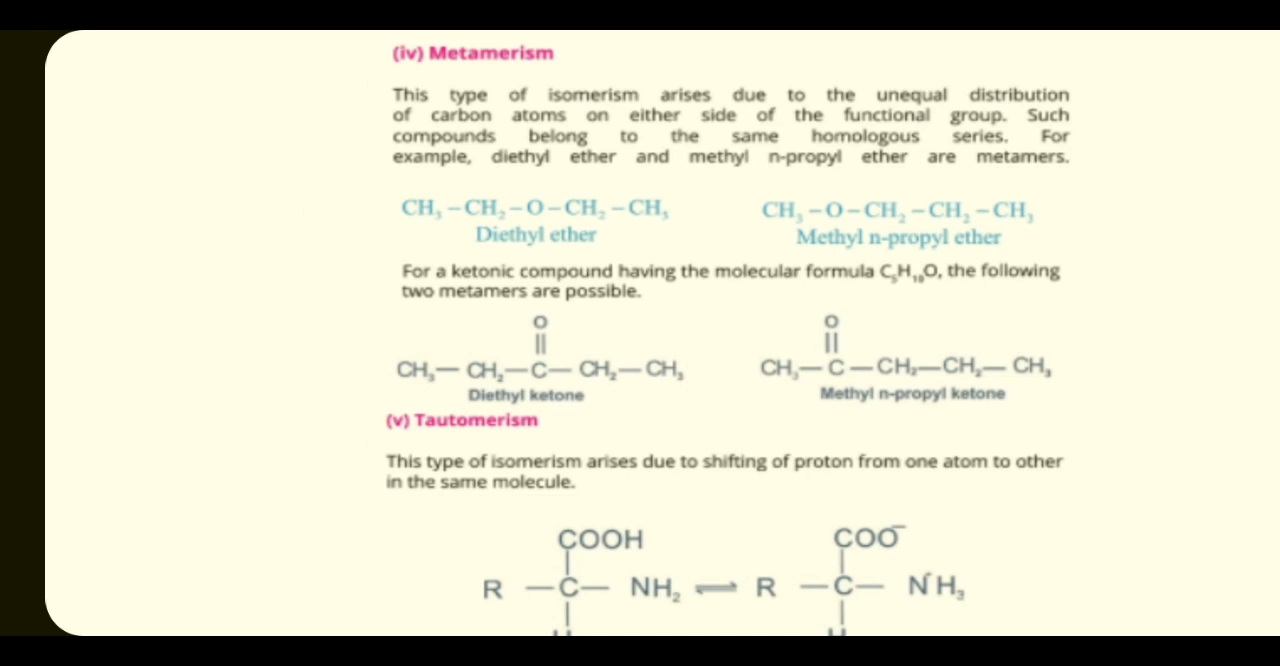 (iv) Metamerism
This type of isomerism arises due to the unequal distribution
of carbon atoms on either side of the functional group. Such
compounds belong to the same homologous series. For
example, diethyl ether and methyl n-propyl ether are metamers.
CH₃ – CH₂ – O – CH₂ – CH₃
Diethyl ether
CH₃ – O – CH₂ – CH₂ – CH₃
Methyl n-propyl ether
For a ketonic compound having the molecular formula C₅H₁₀O, the following
two metamers are possible.
O
||
CH₃— CH₂—C— CH₂—CH₃
Diethyl ketone
O
||
CH₃—C—CH₂—CH₂— CH₃
Methyl n-propyl ketone
(v) Tautomerism
This type of isomerism arises due to shifting of proton from one atom to other
in the same molecule.
COOH
R —C— NH₂ ⇌ R —C— N⁺H₃
COO⁻